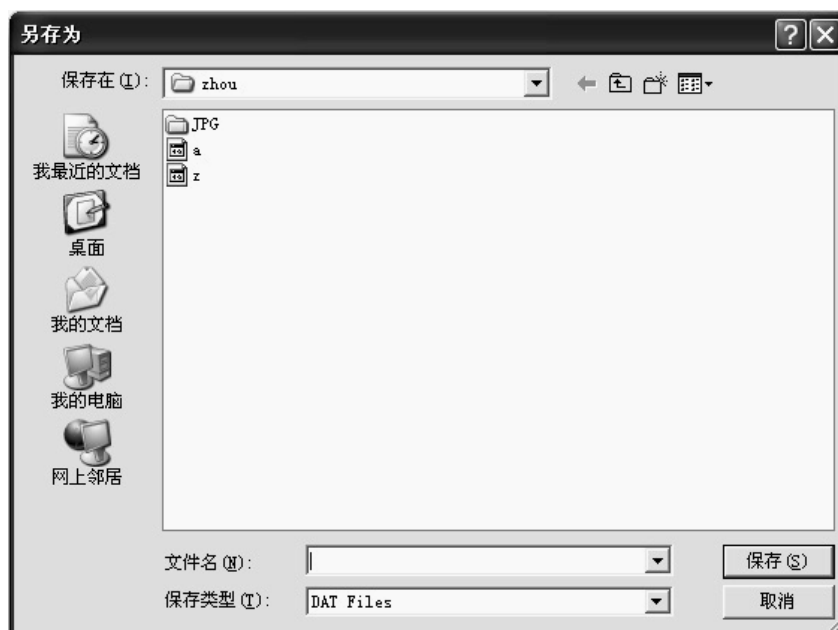 另存为
保存在(I):
zhou
JPG
a
z
我最近的文档
桌面
我的文档
我的电脑
网上邻居
文件名(N):
保存(S)
保存类型(T):
DAT Files
取消